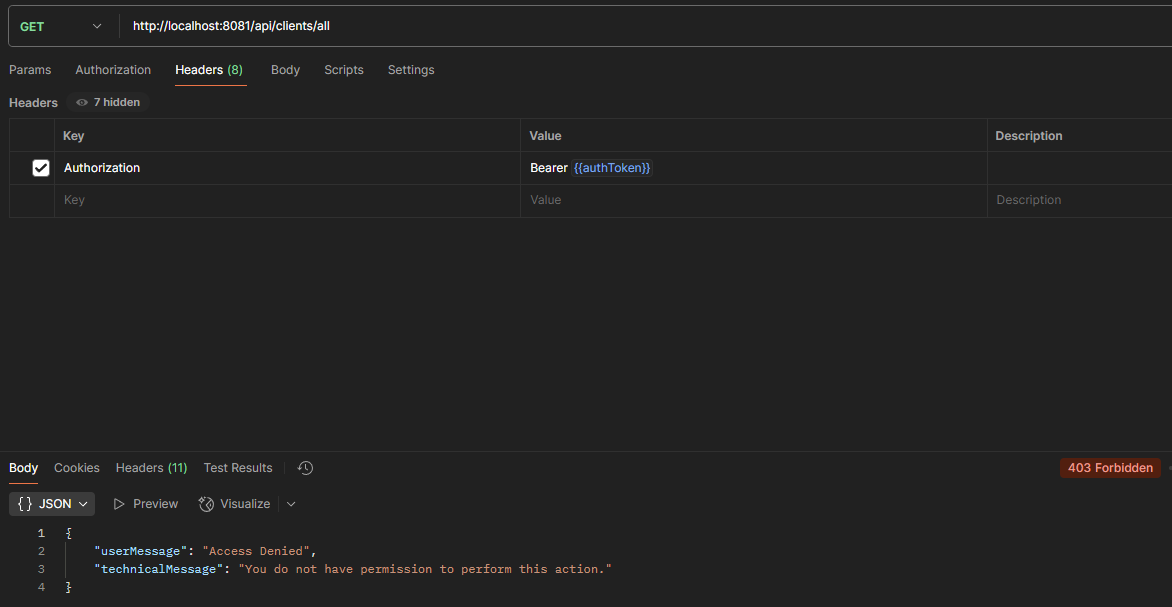 GET http://localhost:8081/api/clients/all
Params Authorization Headers (8) Body Scripts Settings
Headers 7 hidden
Key Value Description
Authorization Bearer {{authToken}}
Key Value Description
Body Cookies Headers (11) Test Results 403 Forbidden
{} JSON Preview Visualize
1 {
2 "userMessage": "Access Denied",
3 "technicalMessage": "You do not have permission to perform this action."
4 }